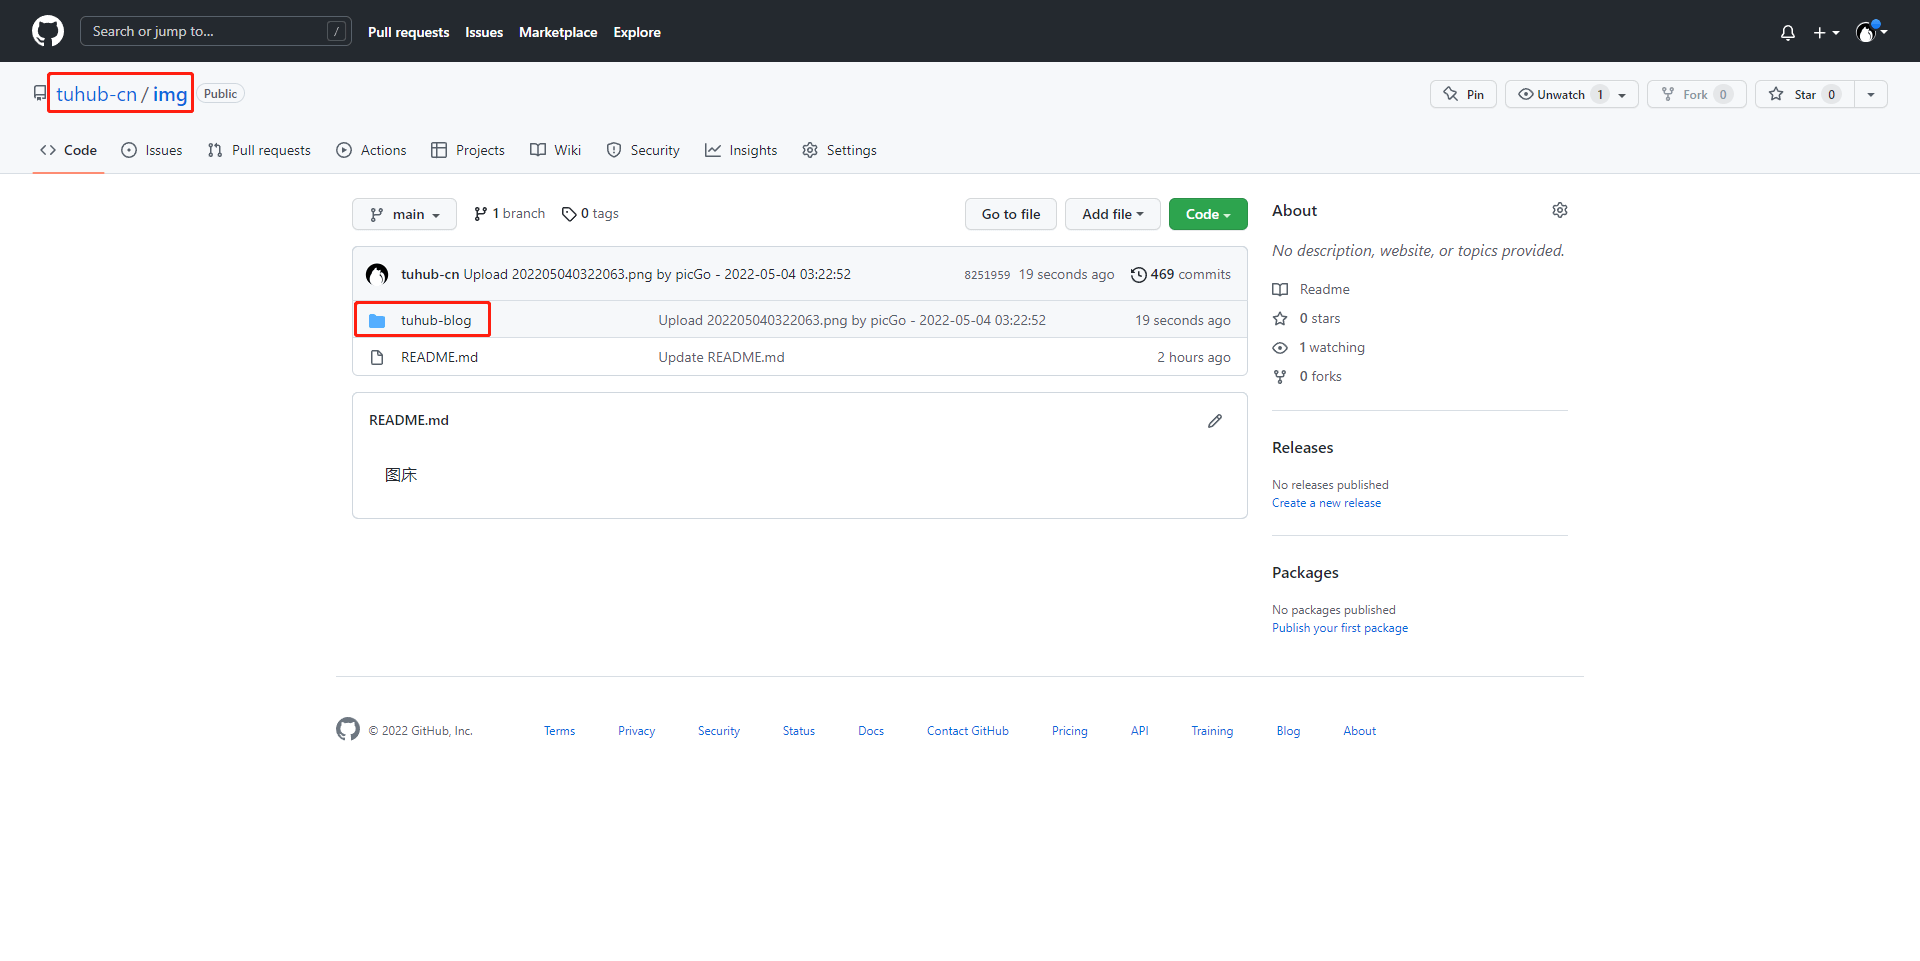 Search or jump to... /
Pull requests Issues Marketplace Explore
tuhub-cn / img Public
Pin Unwatch 1 Fork 0 Star 0
Code Issues Pull requests Actions Projects Wiki Security Insights Settings
main 1 branch 0 tags Go to file Add file Code
tuhub-cn Upload 202205040322063.png by picGo - 2022-05-04 03:22:52 8251959 19 seconds ago 469 commits
tuhub-blog Upload 202205040322063.png by picGo - 2022-05-04 03:22:52 19 seconds ago
README.md Update README.md 2 hours ago
README.md
图床
About
No description, website, or topics provided.
Readme
0 stars
1 watching
0 forks
Releases
No releases published
Create a new release
Packages
No packages published
Publish your first package
© 2022 GitHub, Inc. Terms Privacy Security Status Docs Contact GitHub Pricing API Training Blog About